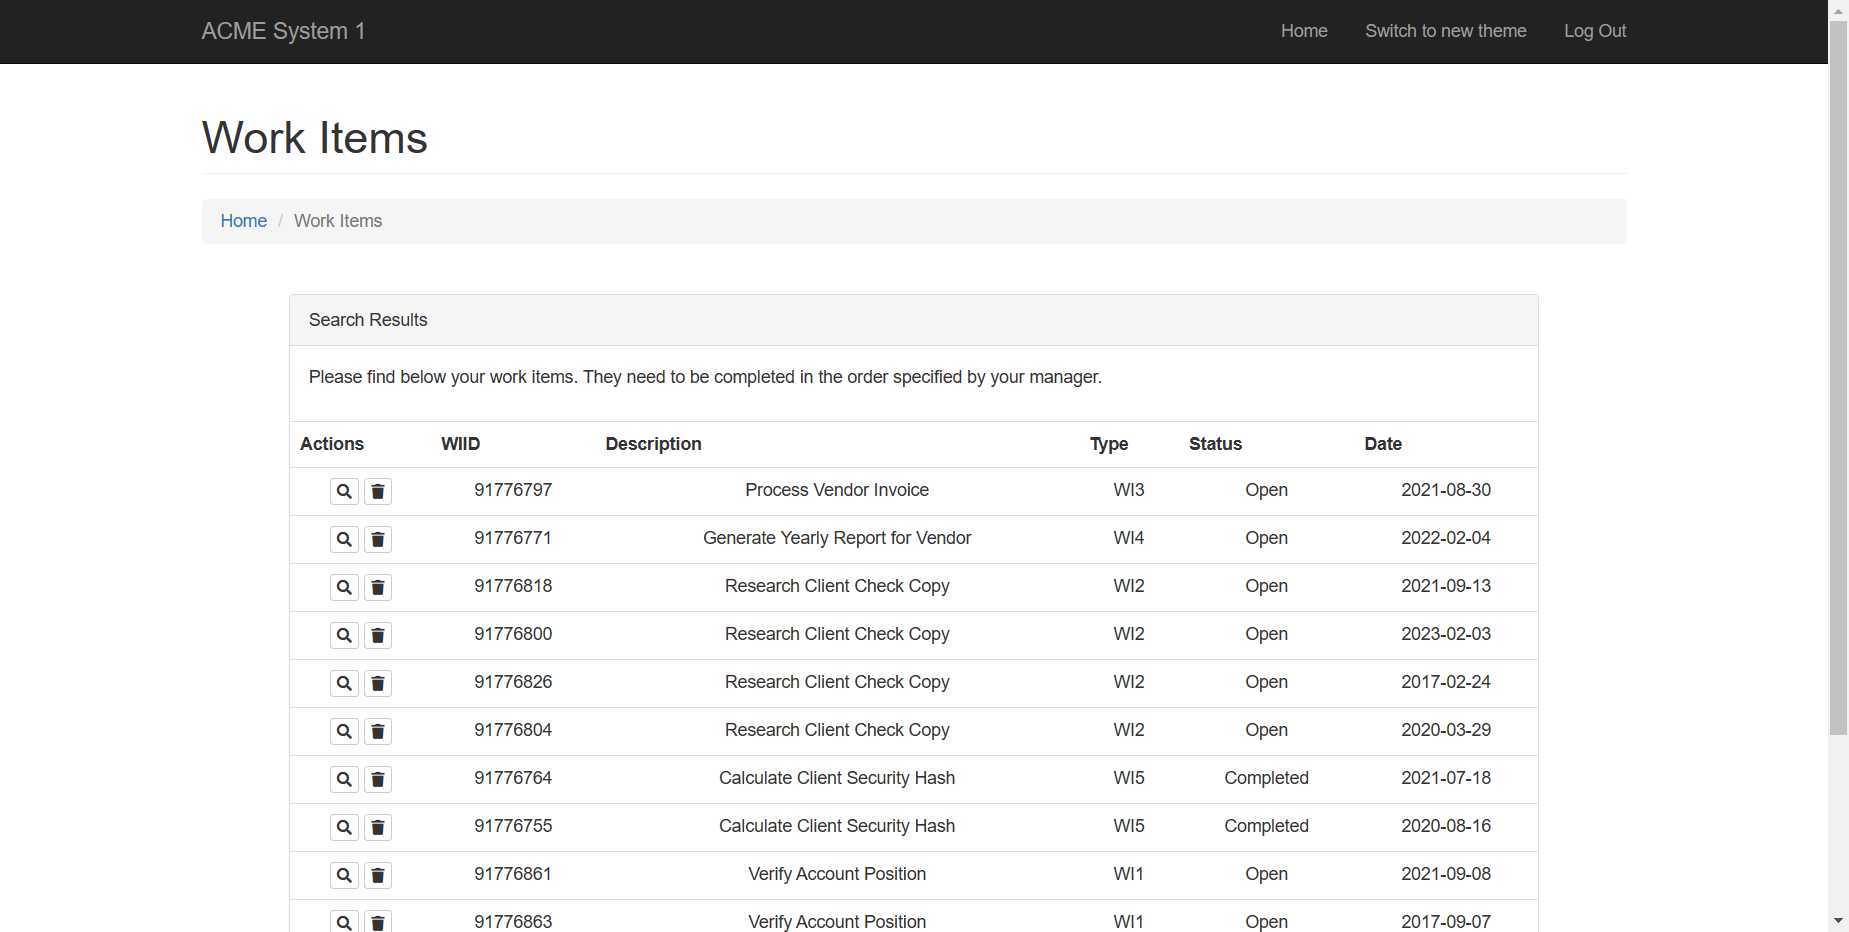 ACME System 1 Home Switch to new theme Log Out
Work Items
Home / Work Items
Search Results
Please find below your work items. They need to be completed in the order specified by your manager.
Actions WIID Description Type Status Date
91776797 Process Vendor Invoice WI3 Open 2021-08-30
91776771 Generate Yearly Report for Vendor WI4 Open 2022-02-04
91776818 Research Client Check Copy WI2 Open 2021-09-13
91776800 Research Client Check Copy WI2 Open 2023-02-03
91776826 Research Client Check Copy WI2 Open 2017-02-24
91776804 Research Client Check Copy WI2 Open 2020-03-29
91776764 Calculate Client Security Hash WI5 Completed 2021-07-18
91776755 Calculate Client Security Hash WI5 Completed 2020-08-16
91776861 Verify Account Position WI1 Open 2021-09-08
91776863 Verify Account Position WI1 Open 2017-09-07